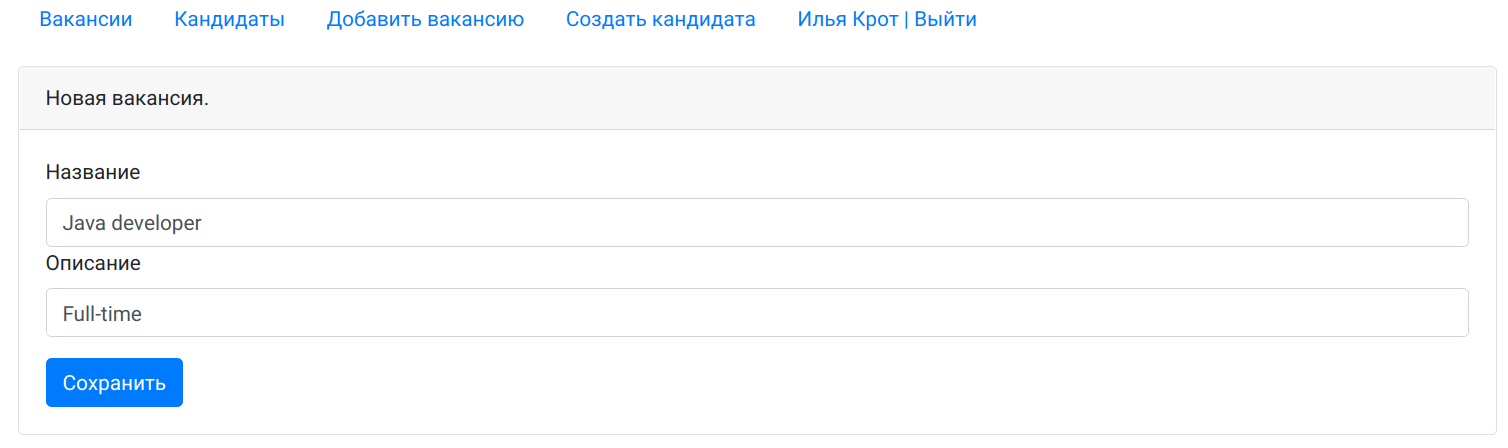 Вакансии Кандидаты Добавить вакансию Создать кандидата Илья Крот | Выйти
Новая вакансия.
Название
Java developer
Описание
Full-time
Сохранить